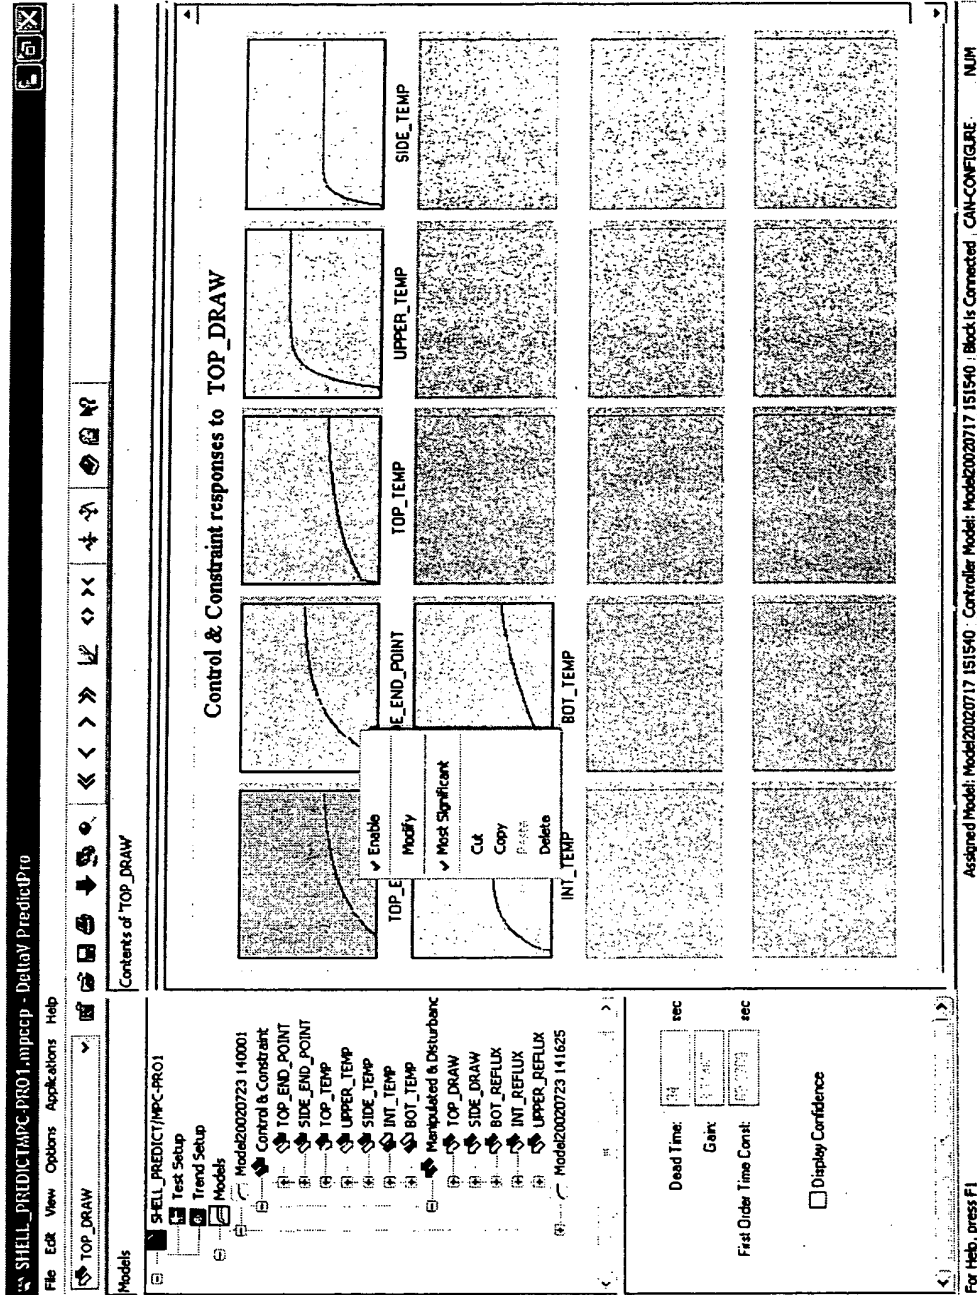 SHELL_PREDICT/MPC-PRO1.mpccp - DeltaV PredictPro
File Edit View Options Applications Help
TOP_DRAW
Models
Contents of 'TOP_DRAW'
SHELL_PREDICT/MPC-PRO1
Test Setup
Trend Setup
Models
Model20020723 140001
Control & Constraint
TOP_END_POINT
SIDE_END_POINT
TOP_TEMP
UPPER_TEMP
SIDE_TEMP
INT_TEMP
BOT_TEMP
Manipulated & Disturbanc
TOP_DRAW
SIDE_DRAW
BOT_REFLUX
INT_REFLUX
UPPER_REFLUX
Model20020723 141625
Dead Time: sec
Gain:
First Order Time Const: sec
Display Confidence
Control & Constraint responses to TOP_DRAW
TOP_E
DE_END_POINT
TOP_TEMP
UPPER_TEMP
SIDE_TEMP
Enable
Modify
Most Significant
Cut
Copy
Paste
Delete
INT_TEMP
BOT_TEMP
For Help, press F1
Assigned Model: Model20020717 151540 Controller Model: Model20020717 151540 Block Is Connected CAN-CONFIGURE NUM